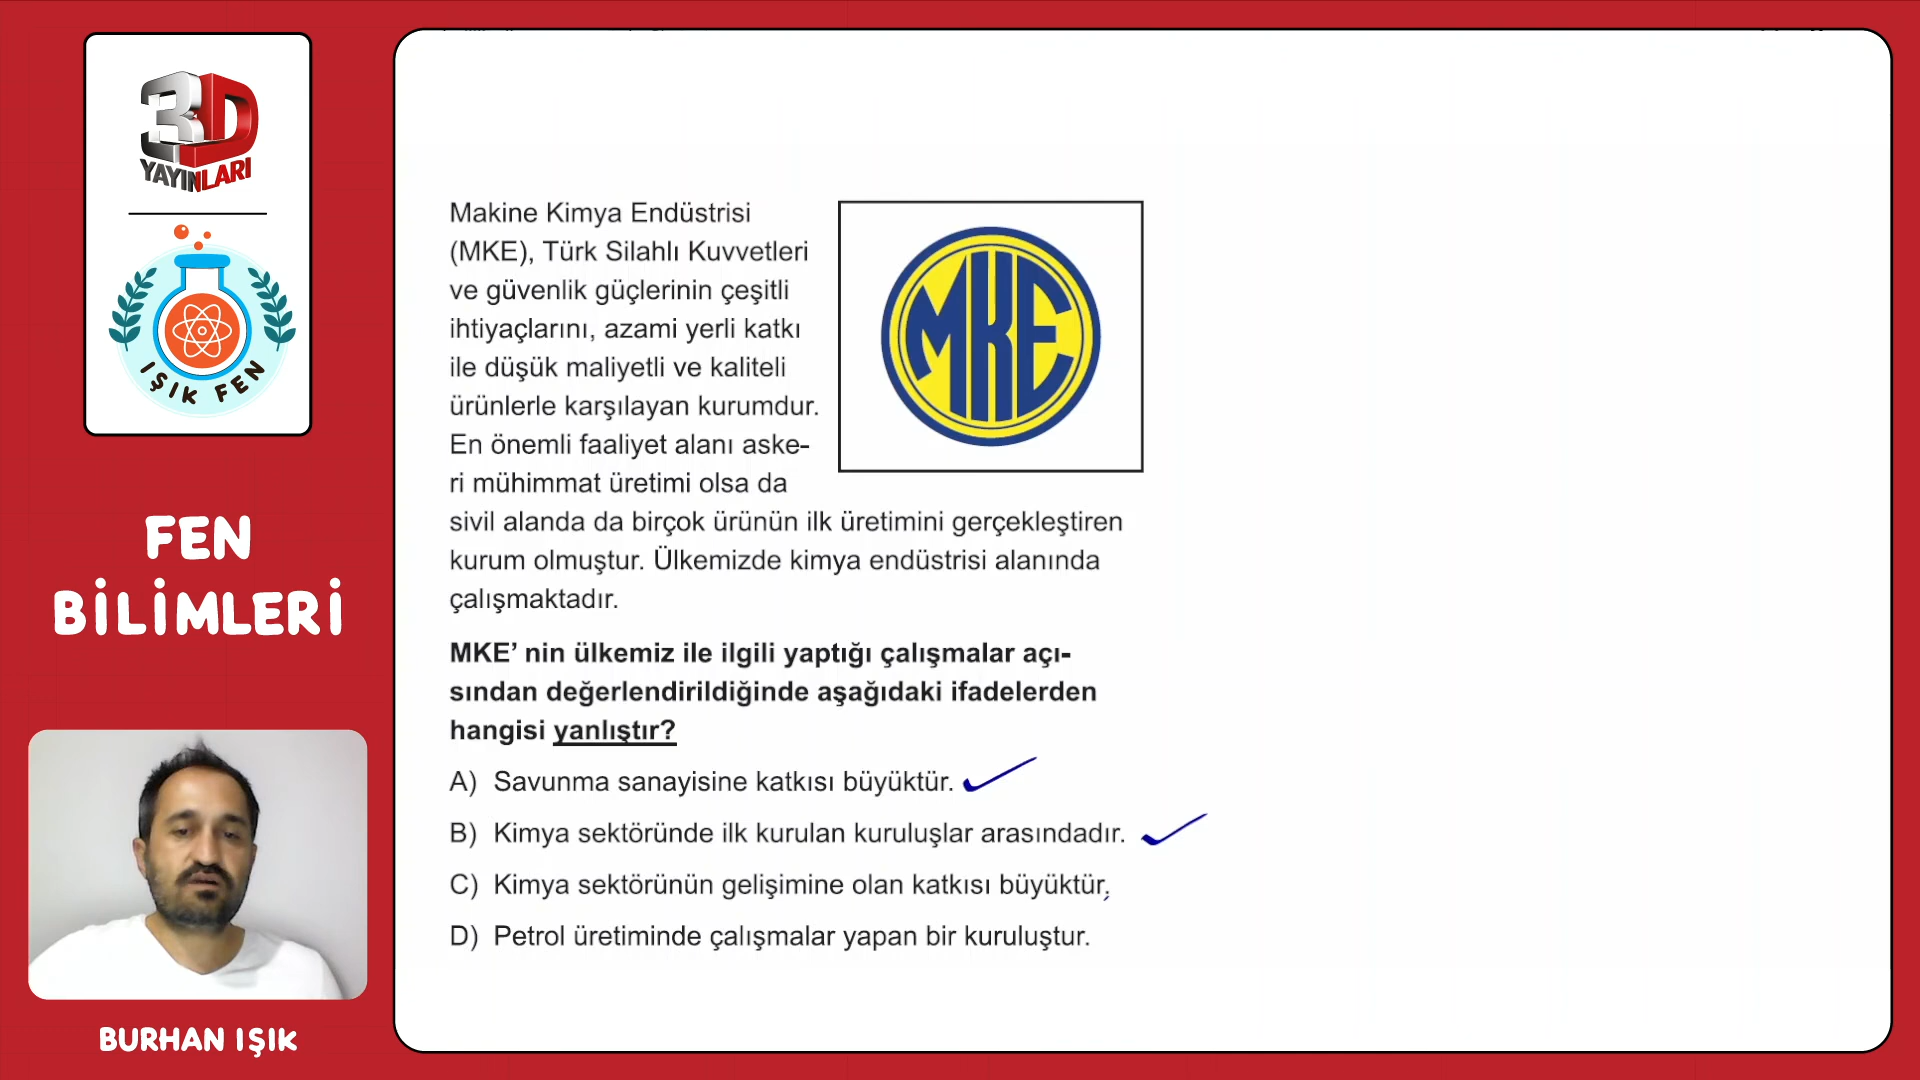 3D
YAYINLARI
IŞIK FEN
FEN
BİLİMLERİ
BURHAN IŞIK
Makine Kimya Endüstrisi
(MKE), Türk Silahlı Kuvvetleri
ve güvenlik güçlerinin çeşitli
ihtiyaçlarını, azami yerli katkı
ile düşük maliyetli ve kaliteli
ürünlerle karşılayan kurumdur.
En önemli faaliyet alanı aske-
ri mühimmat üretimi olsa da
sivil alanda da birçok ürünün ilk üretimini gerçekleştiren
kurum olmuştur. Ülkemizde kimya endüstrisi alanında
çalışmaktadır.
MKE
MKE’ nin ülkemiz ile ilgili yaptığı çalışmalar açı-
sından değerlendirildiğinde aşağıdaki ifadelerden
hangisi yanlıştır?
A) Savunma sanayisine katkısı büyüktür.
B) Kimya sektöründe ilk kurulan kuruluşlar arasındadır.
C) Kimya sektörünün gelişimine olan katkısı büyüktür.
D) Petrol üretiminde çalışmalar yapan bir kuruluştur.